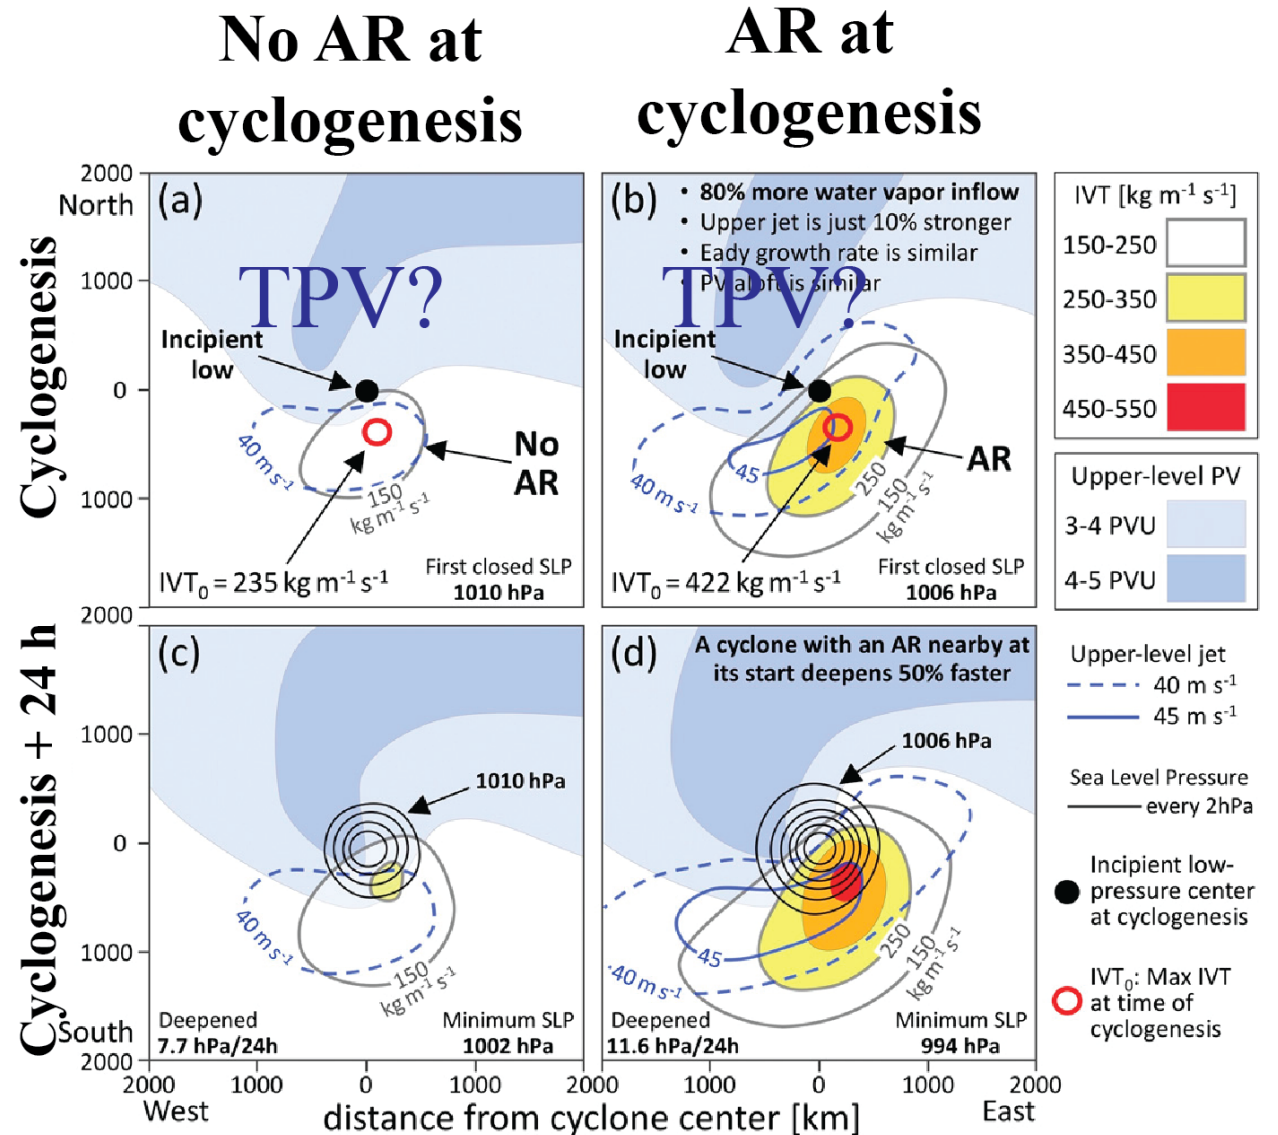 No AR at
cyclogenesis
AR at
cyclogenesis
Cyclogenesis
Cyclogenesis + 24 h
2000
North
1000
0
1000
(a)
TPV?
Incipient
low
40 m s⁻¹
No
AR
150
kg m⁻¹ s⁻¹
IVT₀ = 235 kg m⁻¹ s⁻¹
First closed SLP
1010 hPa
(b)
• 80% more water vapor inflow
• Upper jet is just 10% stronger
• Eady growth rate is similar
• PV aloft is similar
TPV?
Incipient
low
40 m s⁻¹
45
AR
250
150
kg m⁻¹ s⁻¹
IVT₀ = 422 kg m⁻¹ s⁻¹
First closed SLP
1006 hPa
IVT [kg m⁻¹ s⁻¹]
150-250
250-350
350-450
450-550
Upper-level PV
3-4 PVU
4-5 PVU
2000
1000
0
1000
South
2000
(c)
1010 hPa
40 m s⁻¹
150
kg m⁻¹ s⁻¹
Deepened
7.7 hPa/24h
Minimum SLP
1002 hPa
(d)
A cyclone with an AR nearby at
its start deepens 50% faster
1006 hPa
45
40 m s⁻¹
250
150
kg m⁻¹ s⁻¹
Deepened
11.6 hPa/24h
Minimum SLP
994 hPa
Upper-level jet
40 m s⁻¹
45 m s⁻¹
Sea Level Pressure
every 2hPa
Incipient low-
pressure center
at cyclogenesis
IVT₀: Max IVT
at time of
cyclogenesis
2000 1000 0 1000 2000 1000 0 1000 2000
West distance from cyclone center [km] East